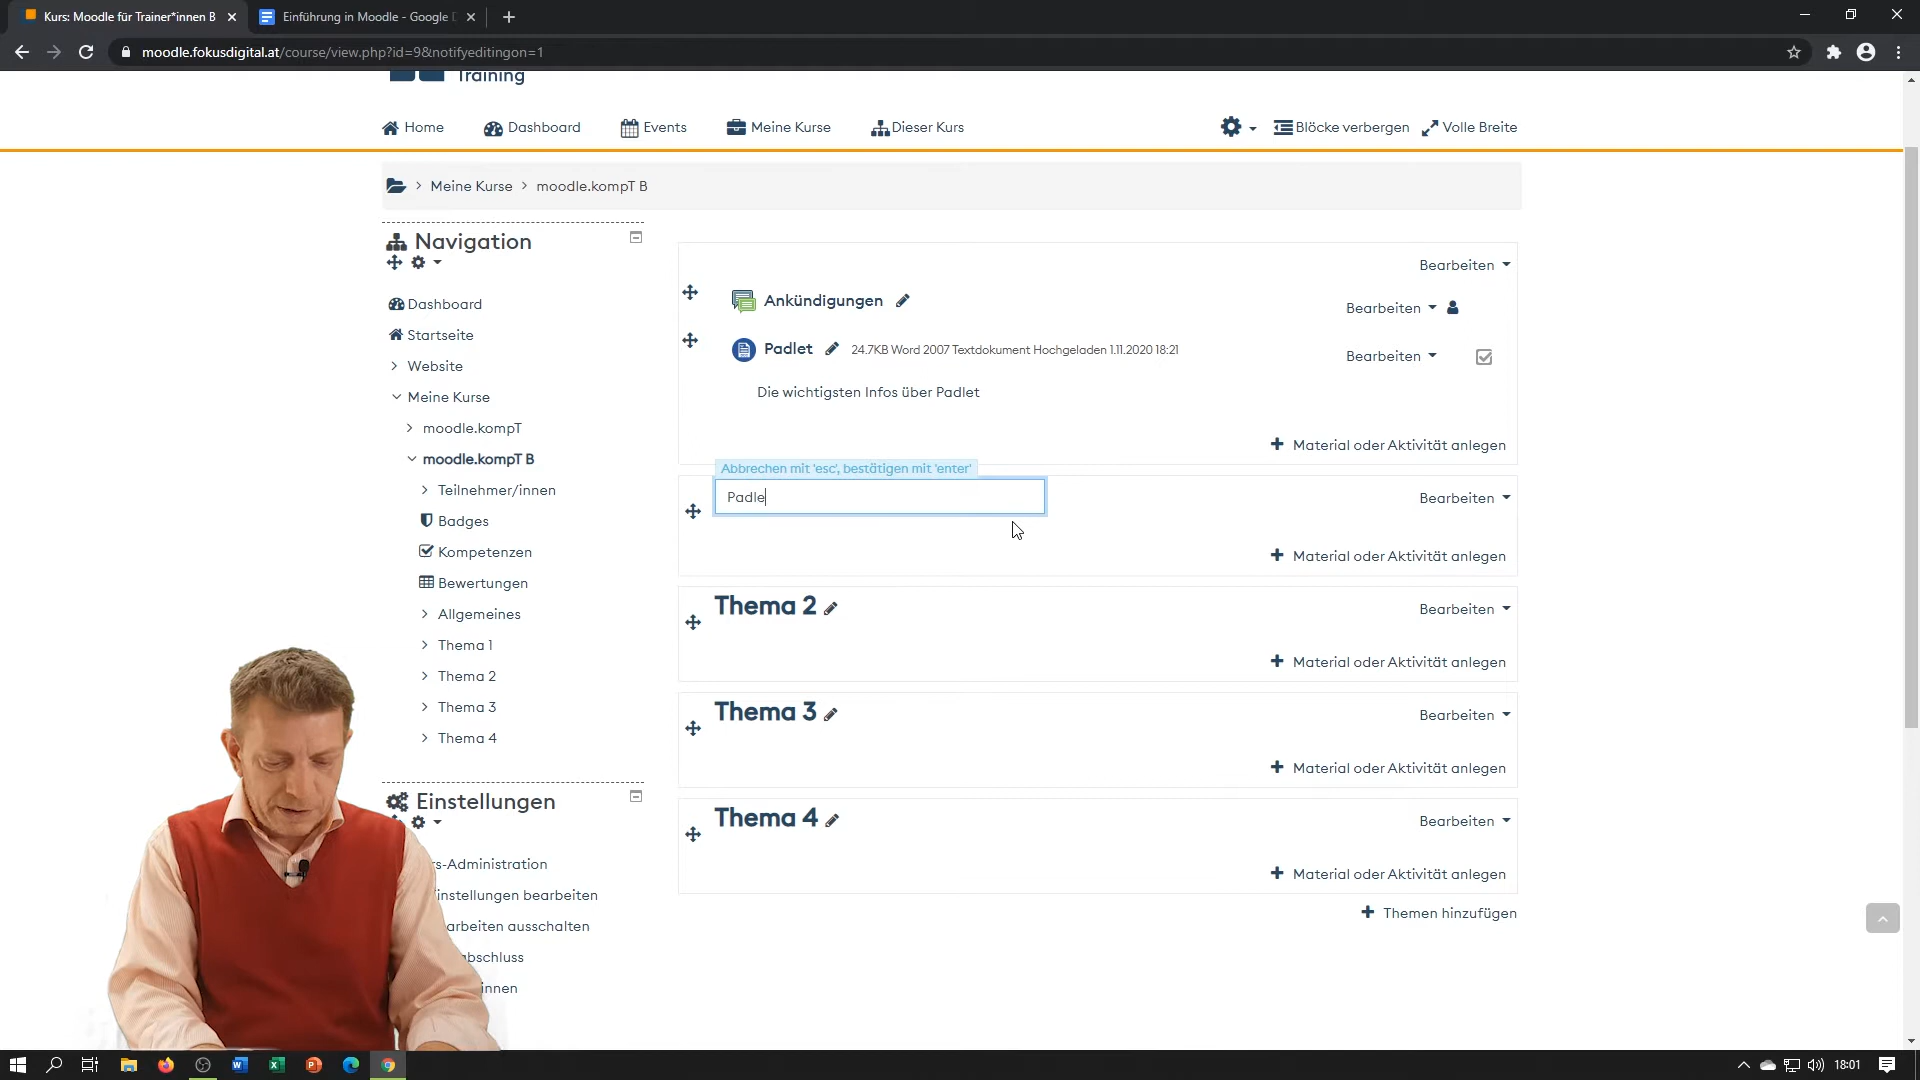 Kurs: Moodle für Trainer*innen B
Einführung in Moodle - Google D
moodle.fokusdigital.at/course/view.php?id=9&notifyeditingon=1
Training
Home
Dashboard
Events
Meine Kurse
Dieser Kurs
Blöcke verbergen
Volle Breite
Meine Kurse
moodle.kompT B
Navigation
Dashboard
Startseite
Website
Meine Kurse
moodle.kompT
moodle.kompT B
Teilnehmer/innen
Badges
Kompetenzen
Bewertungen
Allgemeines
Thema 1
Thema 2
Thema 3
Thema 4
Einstellungen
s-Administration
instellungen bearbeiten
arbeiten ausschalten
bschluss
innen
Bearbeiten
Ankündigungen
Bearbeiten
Padlet
24.7KB Word 2007 Textdokument Hochgeladen 1.11.2020 18:21
Bearbeiten
Die wichtigsten Infos über Padlet
Material oder Aktivität anlegen
Abbrechen mit 'esc', bestätigen mit 'enter'
Padle
Bearbeiten
Material oder Aktivität anlegen
Thema 2
Bearbeiten
Material oder Aktivität anlegen
Thema 3
Bearbeiten
Material oder Aktivität anlegen
Thema 4
Bearbeiten
Material oder Aktivität anlegen
Themen hinzufügen
18:01